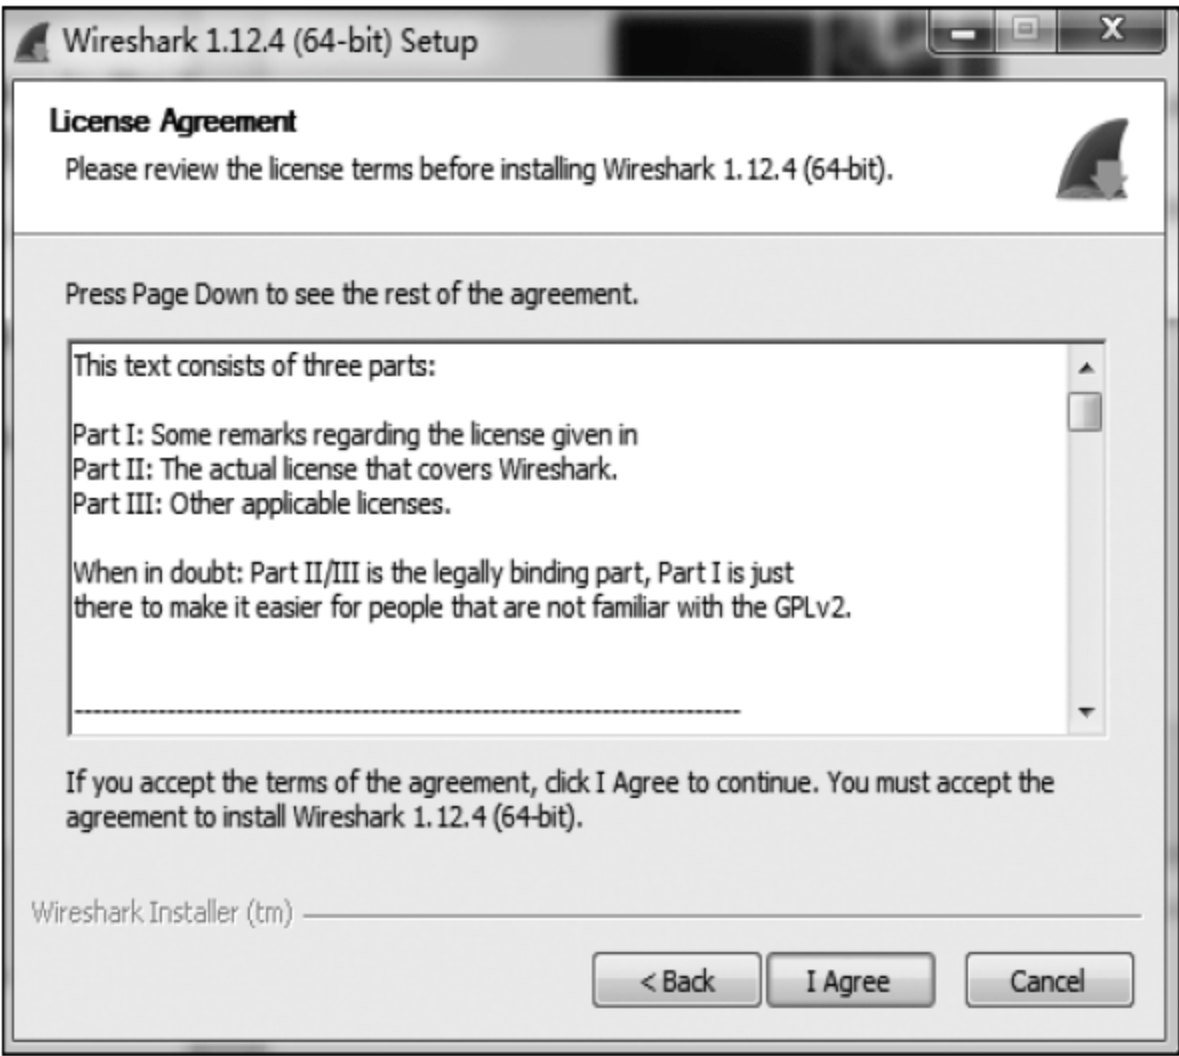 Wireshark 1.12.4 (64-bit) Setup
License Agreement
Please review the license terms before installing Wireshark 1.12.4 (64-bit).
Press Page Down to see the rest of the agreement.
This text consists of three parts:
Part I: Some remarks regarding the license given in
Part II: The actual license that covers Wireshark.
Part III: Other applicable licenses.
When in doubt: Part II/III is the legally binding part, Part I is just
there to make it easier for people that are not familiar with the GPLv2.
----------------------------------------------------------------------
If you accept the terms of the agreement, click I Agree to continue. You must accept the
agreement to install Wireshark 1.12.4 (64-bit).
Wireshark Installer (tm)
< Back I Agree Cancel